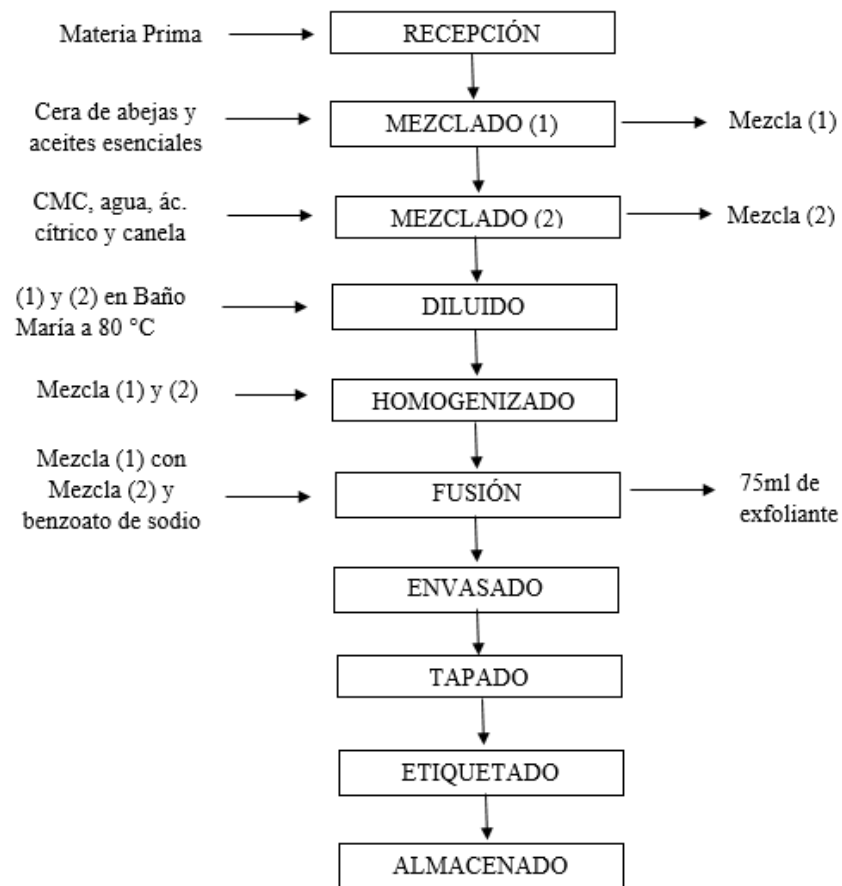 Materia Prima
RECEPCIÓN
Cera de abejas y
aceites esenciales
MEZCLADO (1)
Mezcla (1)
CMC, agua, ác.
cítrico y canela
MEZCLADO (2)
Mezcla (2)
(1) y (2) en Baño
María a 80 °C
DILUIDO
Mezcla (1) y (2)
HOMOGENIZADO
Mezcla (1) con
Mezcla (2) y
benzoato de sodio
FUSIÓN
75ml de
exfoliante
ENVASADO
TAPADO
ETIQUETADO
ALMACENADO